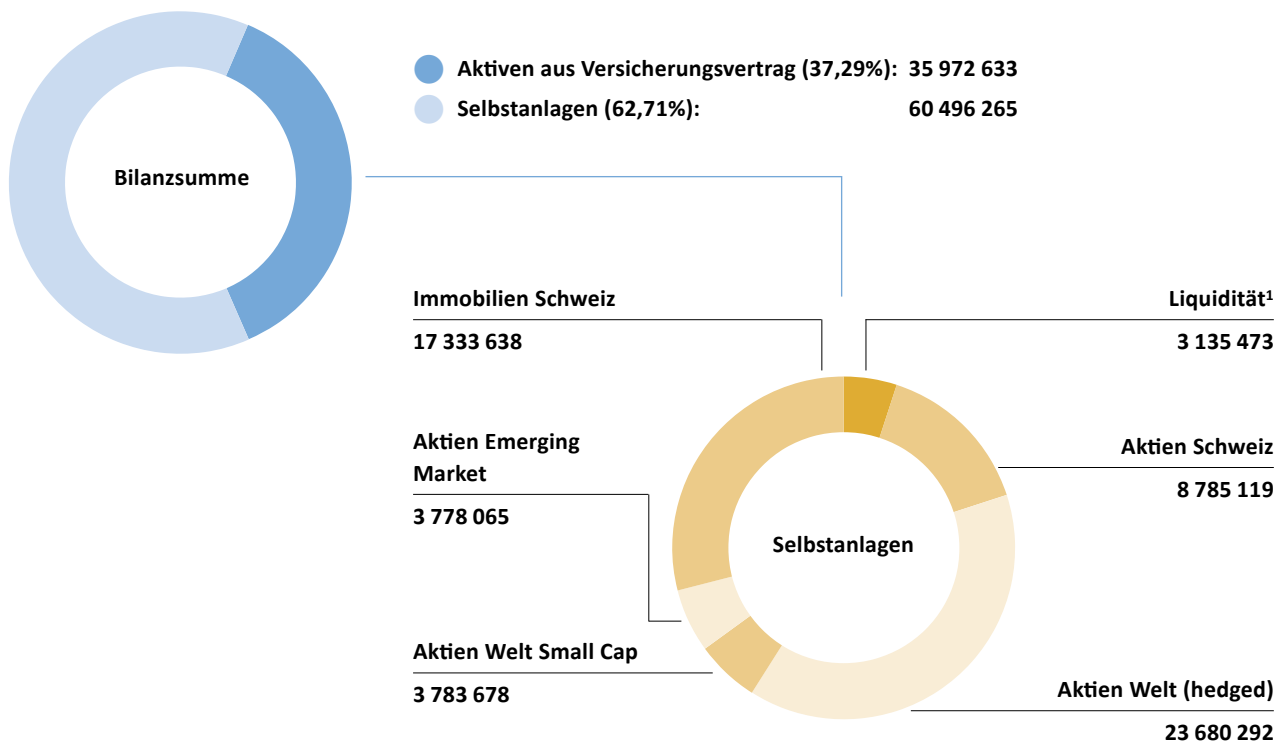 Aktiven aus Versicherungsvertrag (37,29%): 35 972 633
Selbstanlagen (62,71%): 60 496 265
Bilanzsumme
Immobilien Schweiz
17 333 638
Liquidität¹
3 135 473
Aktien Emerging
Market
3 778 065
Aktien Schweiz
8 785 119
Selbstanlagen
Aktien Welt Small Cap
3 783 678
Aktien Welt (hedged)
23 680 292